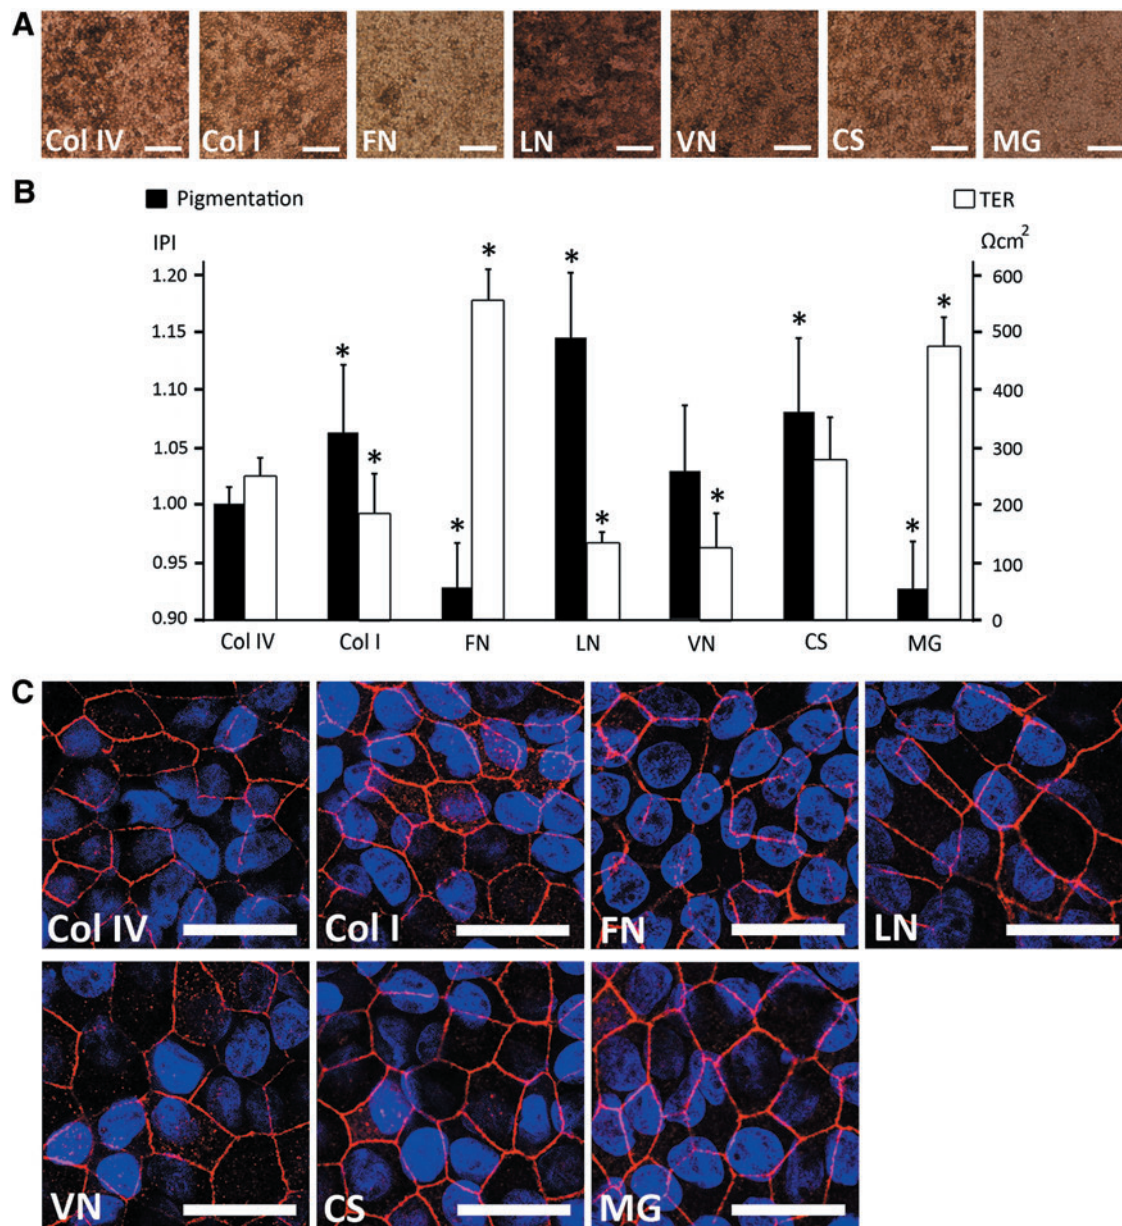 A
Col IV Col I FN LN VN CS MG
B
Pigmentation TER
IPI Ωcm²
1.20 600
1.15 500
1.10 400
1.05 300
1.00 200
0.95 100
0.90 0
* * * * * * * * * *
Col IV Col I FN LN VN CS MG
C
Col IV Col I FN LN
VN CS MG